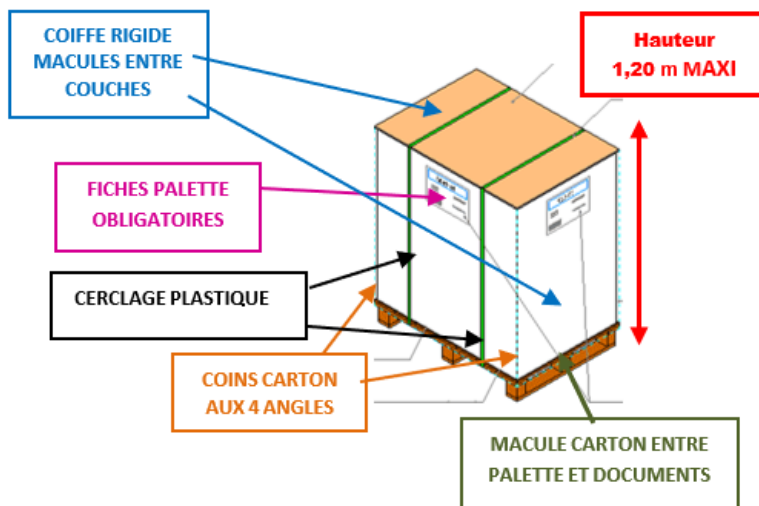 COIFFE RIGIDE
MACULES ENTRE
COUCHES
Hauteur
1,20 m MAXI
FICHES PALETTE
OBLIGATOIRES
CERCLAGE PLASTIQUE
COINS CARTON
AUX 4 ANGLES
MACULE CARTON ENTRE
PALETTE ET DOCUMENTS